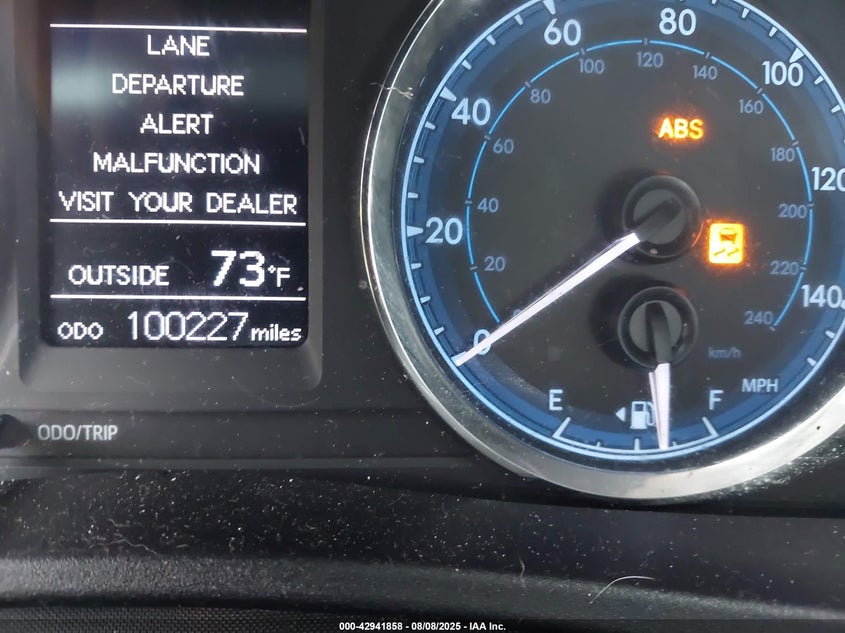 LANE
DEPARTURE
ALERT
MALFUNCTION
VISIT YOUR DEALER
OUTSIDE 73°F
ODO 100227 miles
ODO/TRIP
0
20
40
60
80
100
120
140
20
40
60
80
100
120
140
160
180
200
220
240
km/h
MPH
ABS
E
F
000-42941858 - 08/08/2025 - IAA Inc.